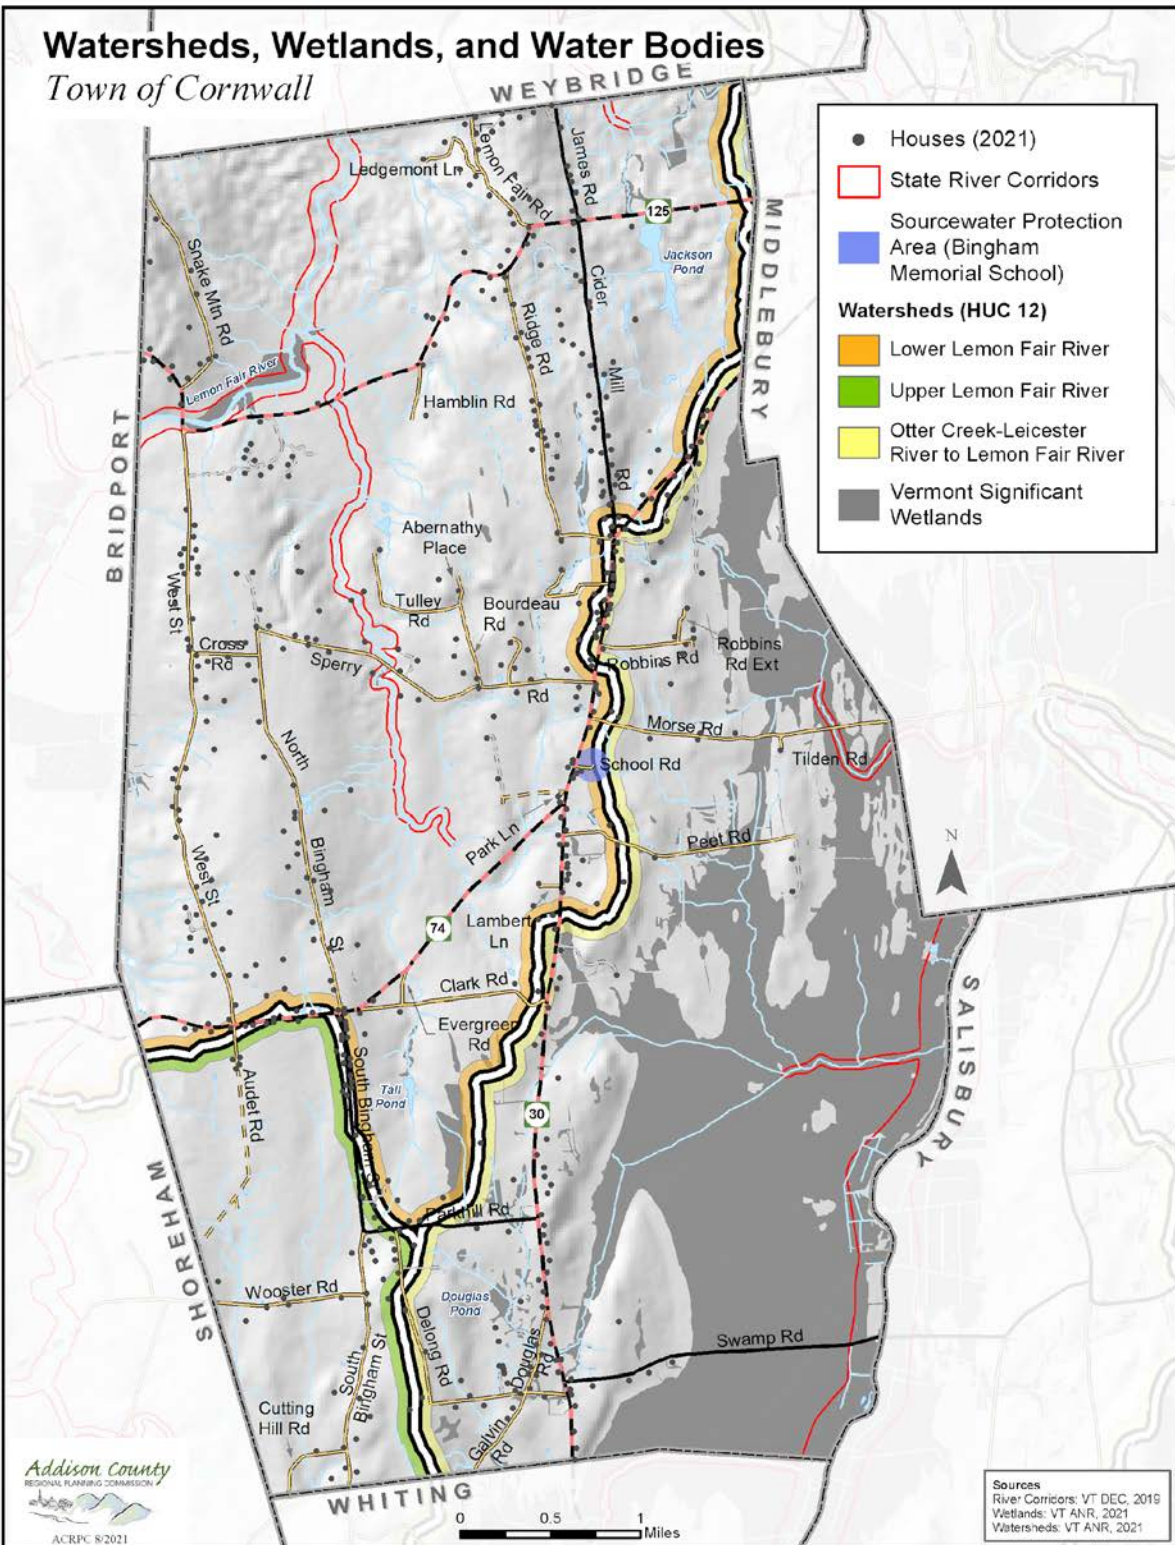 Watersheds, Wetlands, and Water Bodies
Town of Cornwall
WEYBRIDGE
Houses (2021)
State River Corridors
Sourcewater Protection
Area (Bingham
Memorial School)
Watersheds (HUC 12)
Lower Lemon Fair River
Upper Lemon Fair River
Otter Creek-Leicester
River to Lemon Fair River
Vermont Significant
Wetlands
Ledgemont Ln
Lemon Fair Rd
James Rd
125
MIDDLEBURY
Snake Mtn Rd
Jackson
Pond
Cider
Mill
Rd
Ridge Rd
Lemon Fair River
Hamblin Rd
BRIDPORT
Abernathy
Place
West St
Tulley
Rd
Bourdeau
Rd
Cross
Rd
Sperry
Rd
Robbins Rd
Robbins
Rd Ext
Morse Rd
Tilden Rd
North
Bingham
St
School Rd
Park Ln
Peet Rd
West St
N
74
Lambert
Ln
Clark Rd
Evergreen
Rd
SALISBURY
Audet Rd
South Bingham St
Tall
Pond
30
SHOREHAM
Parkhill Rd
Wooster Rd
Douglas
Pond
Delong Rd
Douglas
Rd
Swamp Rd
South
Bingham St
Cutting
Hill Rd
Galvin
Rd
WHITING
Addison County
REGIONAL PLANNING COMMISSION
ACRPC 8/2021
0 0.5 1
Miles
Sources
River Corridors: VT DEC, 2019
Wetlands: VT ANR, 2021
Watersheds: VT ANR, 2021